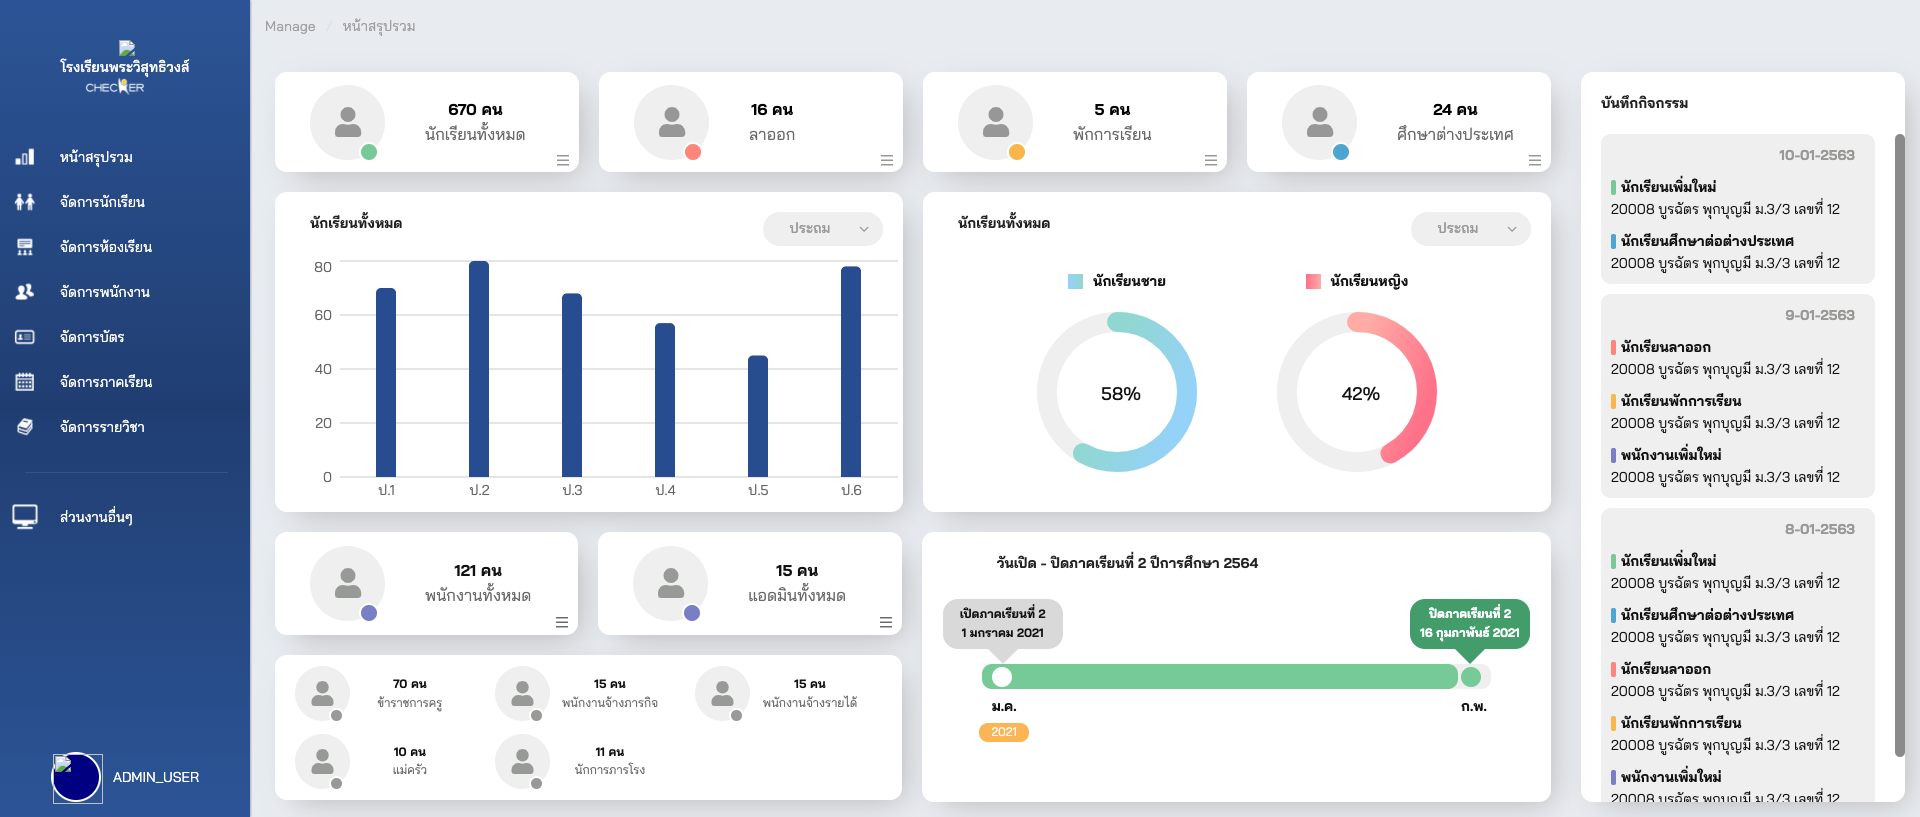 Manage / หน้าสรุปรวม
โรงเรียนพระวิสุทธิวงส์
CHECKER
หน้าสรุปรวม
จัดการนักเรียน
จัดการห้องเรียน
จัดการพนักงาน
จัดการบัตร
จัดการภาคเรียน
จัดการรายวิชา
ส่วนงานอื่นๆ
ADMIN_USER
670 คน
นักเรียนทั้งหมด
16 คน
ลาออก
5 คน
พักการเรียน
24 คน
ศึกษาต่างประเทศ
นักเรียนทั้งหมด
ประถม
80
60
40
20
0
ป.1 ป.2 ป.3 ป.4 ป.5 ป.6
นักเรียนทั้งหมด
ประถม
นักเรียนชาย
นักเรียนหญิง
58%
42%
121 คน
พนักงานทั้งหมด
15 คน
แอดมินทั้งหมด
70 คน
ข้าราชการครู
15 คน
พนักงานจ้างภารกิจ
15 คน
พนักงานจ้างรายได้
10 คน
แม่ครัว
11 คน
นักการภารโรง
วันเปิด - ปิดภาคเรียนที่ 2 ปีการศึกษา 2564
เปิดภาคเรียนที่ 2
1 มกราคม 2021
ปิดภาคเรียนที่ 2
16 กุมภาพันธ์ 2021
ม.ค.
ก.พ.
2021
บันทึกกิจกรรม
10-01-2563
นักเรียนเพิ่มใหม่
20008 บูรฉัตร พุกบุญมี ม.3/3 เลขที่ 12
นักเรียนศึกษาต่อต่างประเทศ
20008 บูรฉัตร พุกบุญมี ม.3/3 เลขที่ 12
9-01-2563
นักเรียนลาออก
20008 บูรฉัตร พุกบุญมี ม.3/3 เลขที่ 12
นักเรียนพักการเรียน
20008 บูรฉัตร พุกบุญมี ม.3/3 เลขที่ 12
พนักงานเพิ่มใหม่
20008 บูรฉัตร พุกบุญมี ม.3/3 เลขที่ 12
8-01-2563
นักเรียนเพิ่มใหม่
20008 บูรฉัตร พุกบุญมี ม.3/3 เลขที่ 12
นักเรียนศึกษาต่อต่างประเทศ
20008 บูรฉัตร พุกบุญมี ม.3/3 เลขที่ 12
นักเรียนลาออก
20008 บูรฉัตร พุกบุญมี ม.3/3 เลขที่ 12
นักเรียนพักการเรียน
20008 บูรฉัตร พุกบุญมี ม.3/3 เลขที่ 12
พนักงานเพิ่มใหม่
20008 บูรฉัตร พุกบุญมี ม.3/3 เลขที่ 12